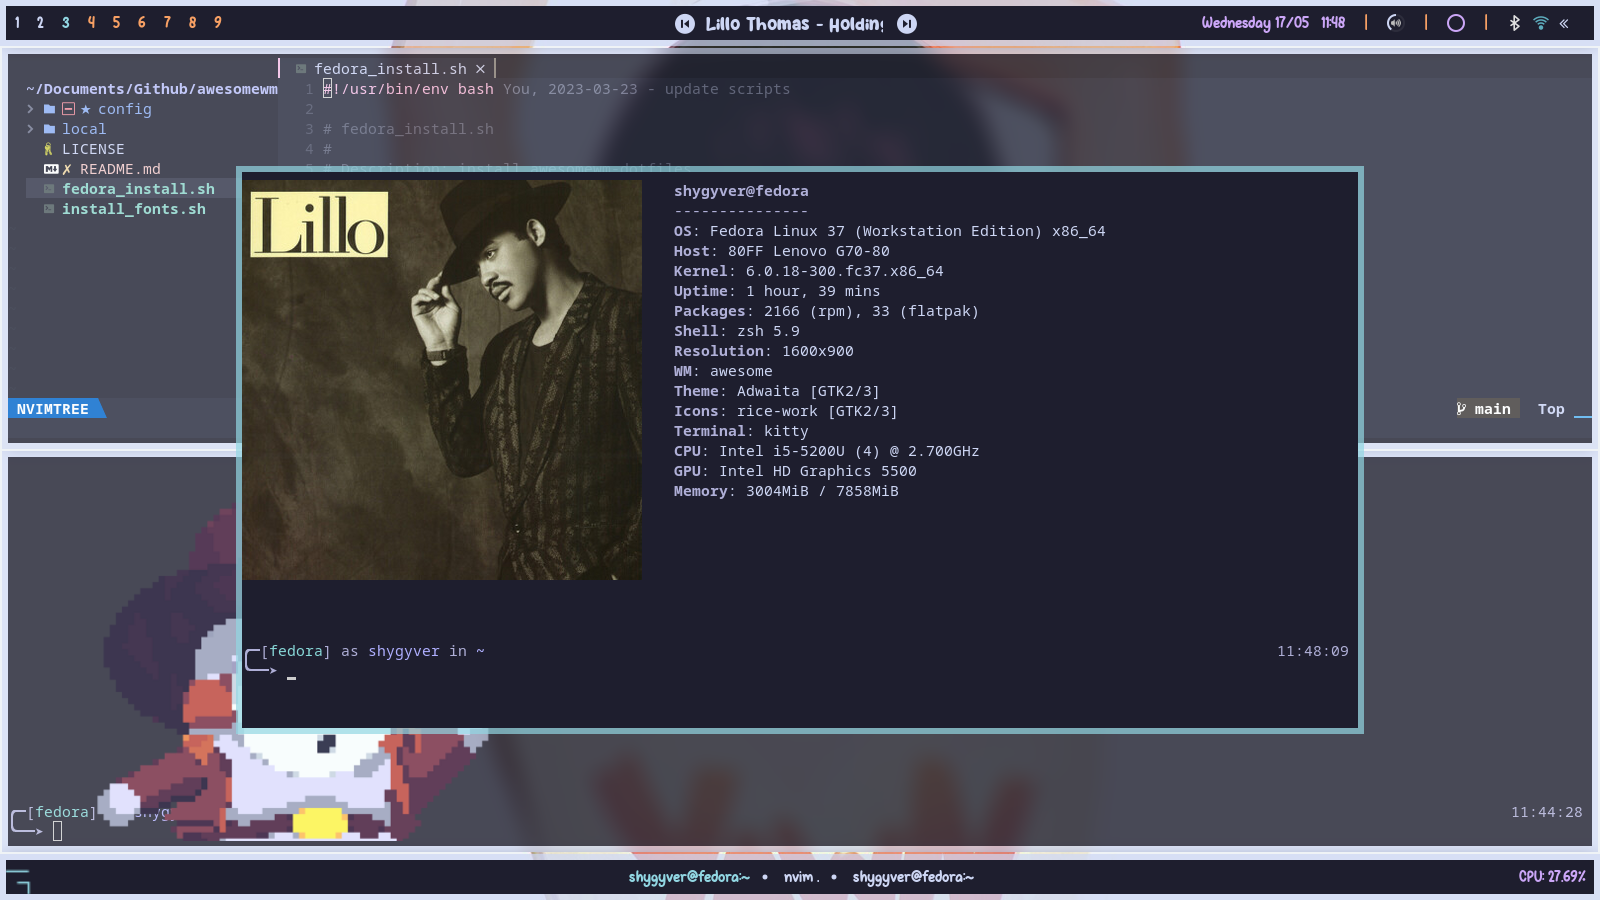 1 2 3 4 5 6 7 8 9
Lillo Thomas - Holding
Wednesday 17/05 11:48
~/Documents/Github/awesomewm
config
local
LICENSE
README.md
fedora_install.sh
install_fonts.sh
fedora_install.sh ×
1 #!/usr/bin/env bash You, 2023-03-23 - update scripts
2
3 # fedora_install.sh
4 #
5 # Description: install awesomewm-dotfiles
NVIMTREE
main Top
Lillo
shygyver@fedora
---------------
OS: Fedora Linux 37 (Workstation Edition) x86_64
Host: 80FF Lenovo G70-80
Kernel: 6.0.18-300.fc37.x86_64
Uptime: 1 hour, 39 mins
Packages: 2166 (rpm), 33 (flatpak)
Shell: zsh 5.9
Resolution: 1600x900
WM: awesome
Theme: Adwaita [GTK2/3]
Icons: rice-work [GTK2/3]
Terminal: kitty
CPU: Intel i5-5200U (4) @ 2.700GHz
GPU: Intel HD Graphics 5500
Memory: 3004MiB / 7858MiB
[fedora] as shygyver in ~ 11:48:09
[fedora] shyg 11:44:28
shygyver@fedora:~ • nvim . • shygyver@fedora:~
CPU: 27.69%